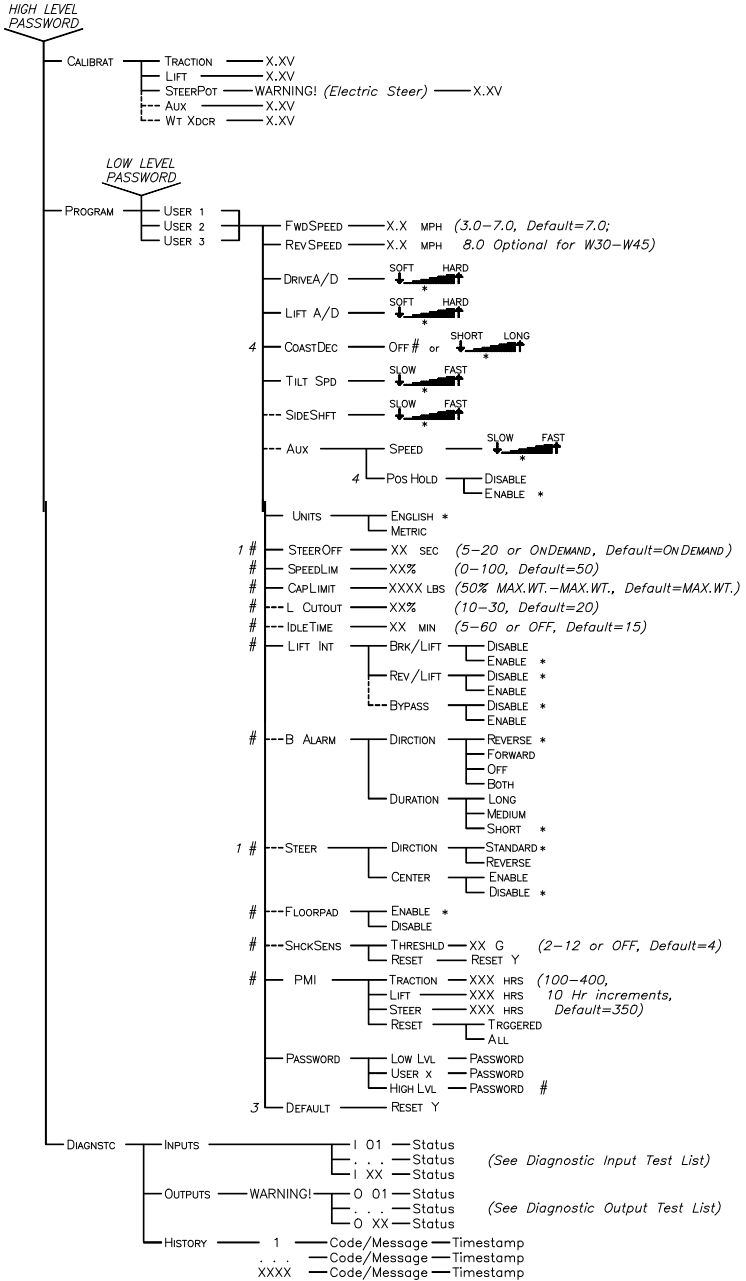 HIGH LEVEL
PASSWORD
CALIBRAT TRACTION X.XV
LIFT X.XV
STEERPOT WARNING! (Electric Steer) X.XV
AUX X.XV
WT XDCR X.XV
LOW LEVEL
PASSWORD
PROGRAM USER 1
USER 2 FWDSPEED X.X MPH (3.0-7.0, Default=7.0;
USER 3 REVSPEED X.X MPH 8.0 Optional for W30-W45)
SOFT HARD
DRIVEA/D *
SOFT HARD
LIFT A/D *
4 COASTDEC OFF # or SHORT LONG *
SLOW FAST
TILT SPD *
SLOW FAST
SIDESHFT *
AUX SPEED SLOW FAST *
4 POS HOLD DISABLE
ENABLE *
UNITS ENGLISH *
METRIC
1 # STEEROFF XX SEC (5-20 or ONDEMAND, Default=ONDEMAND)
# SPEEDLIM XX% (0-100, Default=50)
# CAPLIMIT XXXX LBS (50% MAX.WT.-MAX.WT., Default=MAX.WT.)
# L CUTOUT XX% (10-30, Default=20)
# IDLETIME XX MIN (5-60 or OFF, Default=15)
# LIFT INT BRK/LIFT DISABLE
ENABLE *
REV/LIFT DISABLE *
ENABLE
BYPASS DISABLE *
ENABLE
# B ALARM DIRCTION REVERSE *
FORWARD
OFF
BOTH
DURATION LONG
MEDIUM
SHORT *
1 # STEER DIRCTION STANDARD *
REVERSE
CENTER ENABLE
DISABLE *
# FLOORPAD ENABLE *
DISABLE
# SHCKSENS THRESHLD XX G (2-12 or OFF, Default=4)
RESET RESET Y
# PMI TRACTION XXX HRS (100-400,
LIFT XXX HRS 10 Hr increments,
STEER XXX HRS Default=350)
RESET TRGGERED
ALL
PASSWORD LOW LVL PASSWORD
USER X PASSWORD
HIGH LVL PASSWORD #
3 DEFAULT RESET Y
DIAGNSTC INPUTS I 01 Status
. . . Status (See Diagnostic Input Test List)
I XX Status
OUTPUTS WARNING! O 01 Status
. . . Status (See Diagnostic Output Test List)
O XX Status
HISTORY 1 Code/Message Timestamp
. . . Code/Message Timestamp
XXXX Code/Message Timestamp